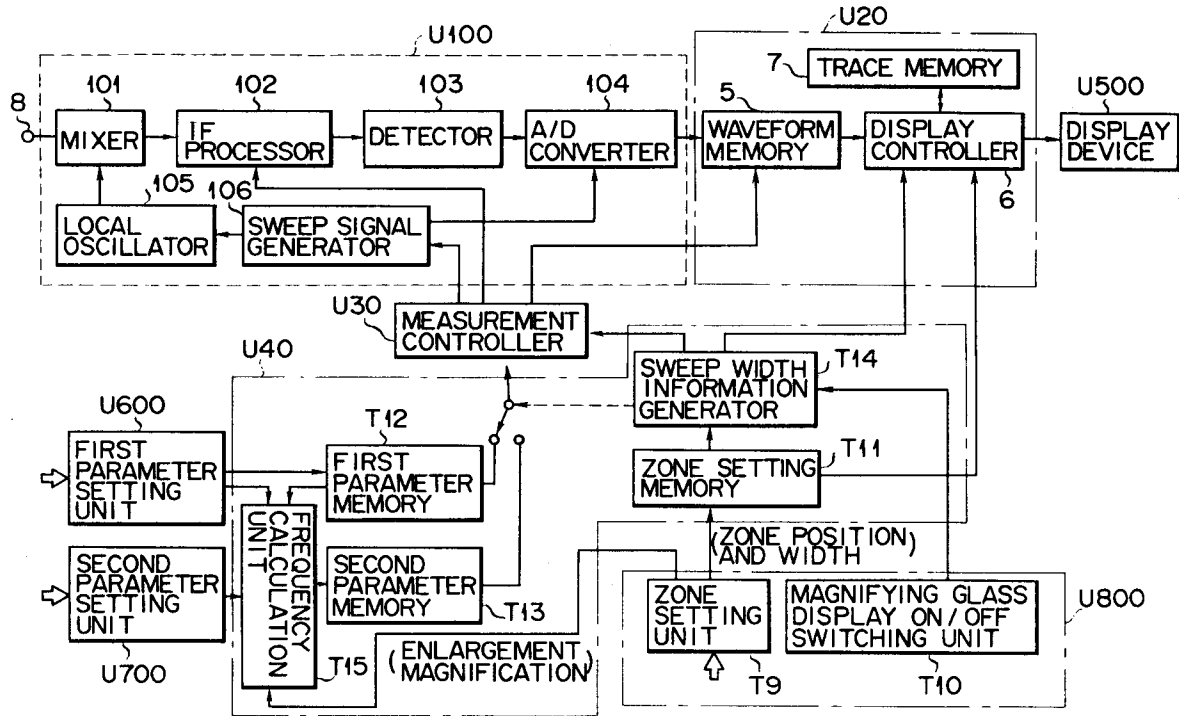 U100
U20
101
102
103
104
7
TRACE MEMORY
U500
8
MIXER
IF
PROCESSOR
DETECTOR
A/D
CONVERTER
5
WAVEFORM
MEMORY
DISPLAY
CONTROLLER
6
DISPLAY
DEVICE
105
LOCAL
OSCILLATOR
106
SWEEP SIGNAL
GENERATOR
U30
MEASUREMENT
CONTROLLER
U40
SWEEP WIDTH
INFORMATION
GENERATOR
T14
U600
FIRST
PARAMETER
SETTING
UNIT
T12
FIRST
PARAMETER
MEMORY
ZONE SETTING
MEMORY
T11
FREQUENCY
CALCULATION
UNIT
T15
(ZONE POSITION
AND WIDTH)
SECOND
PARAMETER
SETTING
UNIT
U700
SECOND
PARAMETER
MEMORY
T13
(ENLARGEMENT
MAGNIFICATION)
ZONE
SETTING
UNIT
T9
MAGNIFYING GLASS
DISPLAY ON/OFF
SWITCHING UNIT
T10
U800